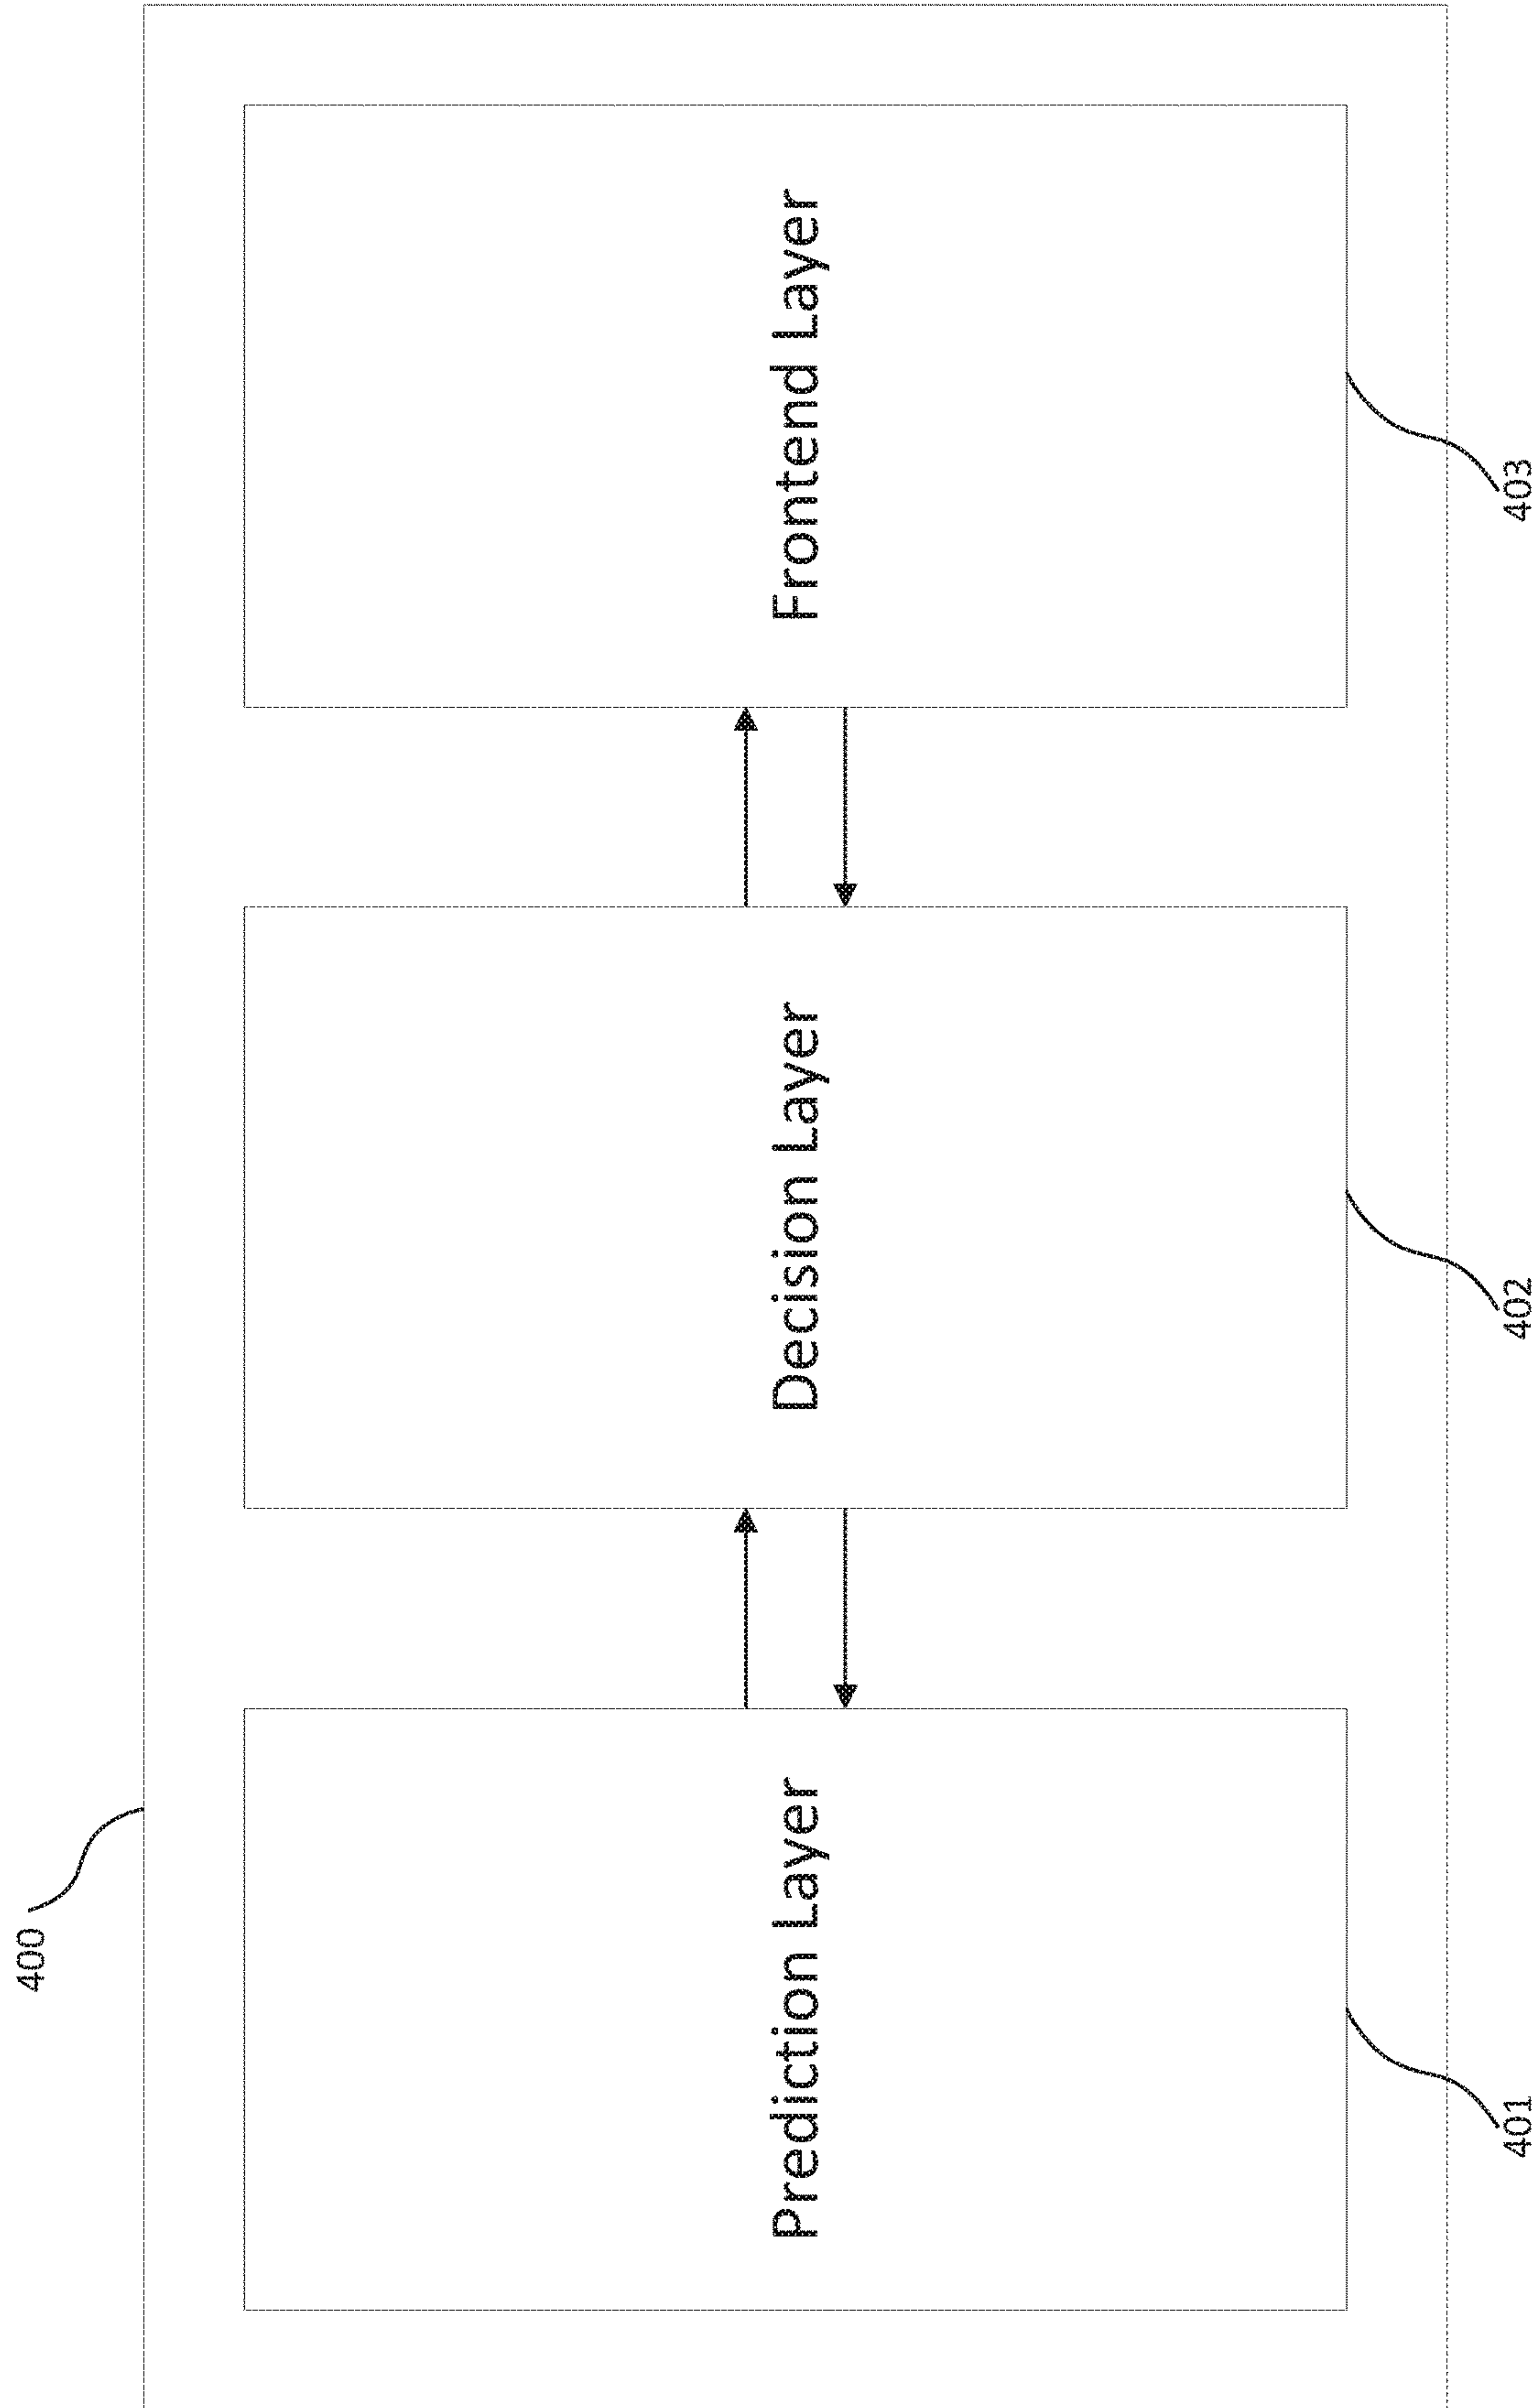 400
Prediction Layer
Decision Layer
Frontend Layer
401
402
403